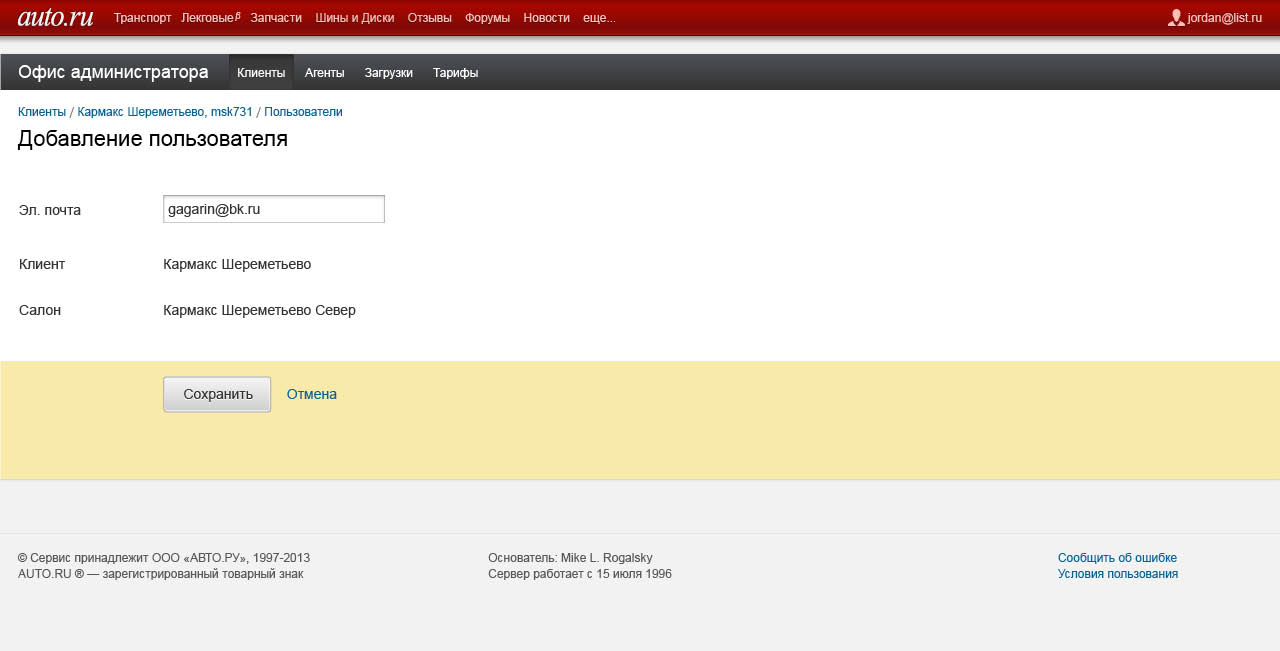 auto.ru Транспорт Лекговые β Запчасти Шины и Диски Отзывы Форумы Новости еще... jordan@list.ru
Офис администратора Клиенты Агенты Загрузки Тарифы
Клиенты / Кармакс Шереметьево, msk731 / Пользователи
Добавление пользователя
Эл. почта gagarin@bk.ru
Клиент Кармакс Шереметьево
Салон Кармакс Шереметьево Север
Сохранить Отмена
© Сервис принадлежит ООО «АВТО.РУ», 1997-2013 Основатель: Mike L. Rogalsky Сообщить об ошибке
AUTO.RU ® — зарегистрированный товарный знак Сервер работает с 15 июля 1996 Условия пользования